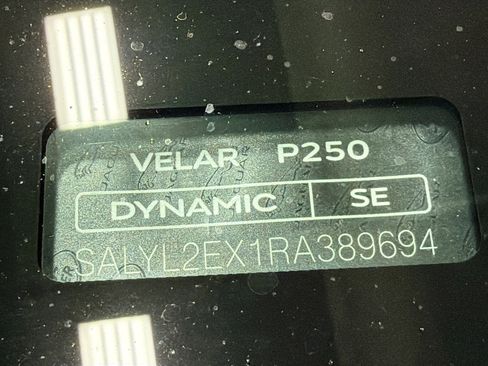 VELAR P250
DYNAMIC SE
SALYL2EX1RA389694